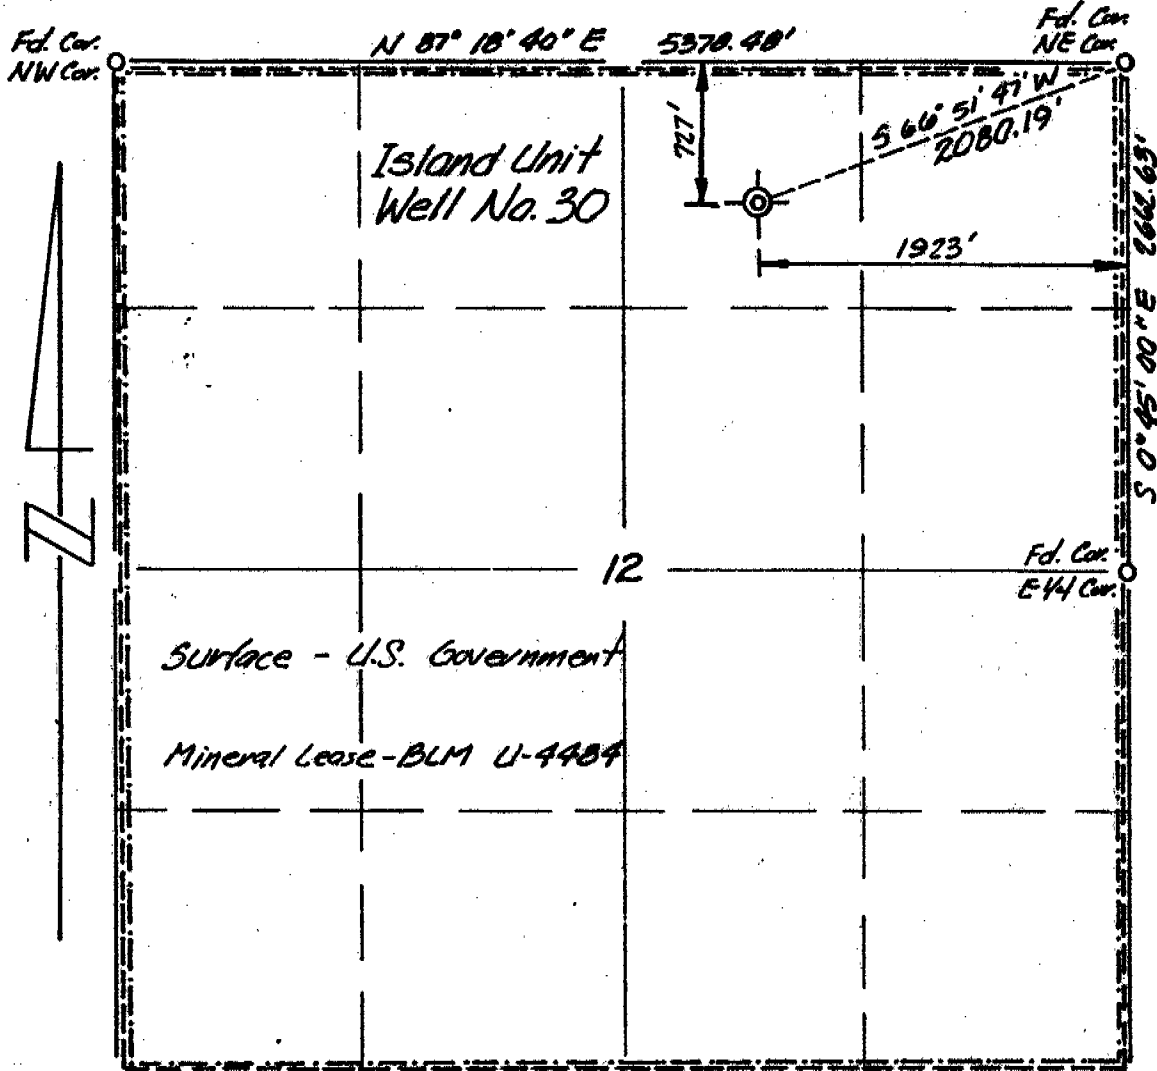 Fd. Cor.
NW Cor.
N 87° 18' 40" E 5378.48'
Fd. Cor.
NE Cor.
727'
S 66° 51' 47" W
2080.19'
Island Unit
Well No. 30
1923'
S 0° 45' 00" E 2662.63'
N
12
Fd. Cor.
E 1/4 Cor.
Surface - U.S. Government
Mineral Lease - BLM U-4484